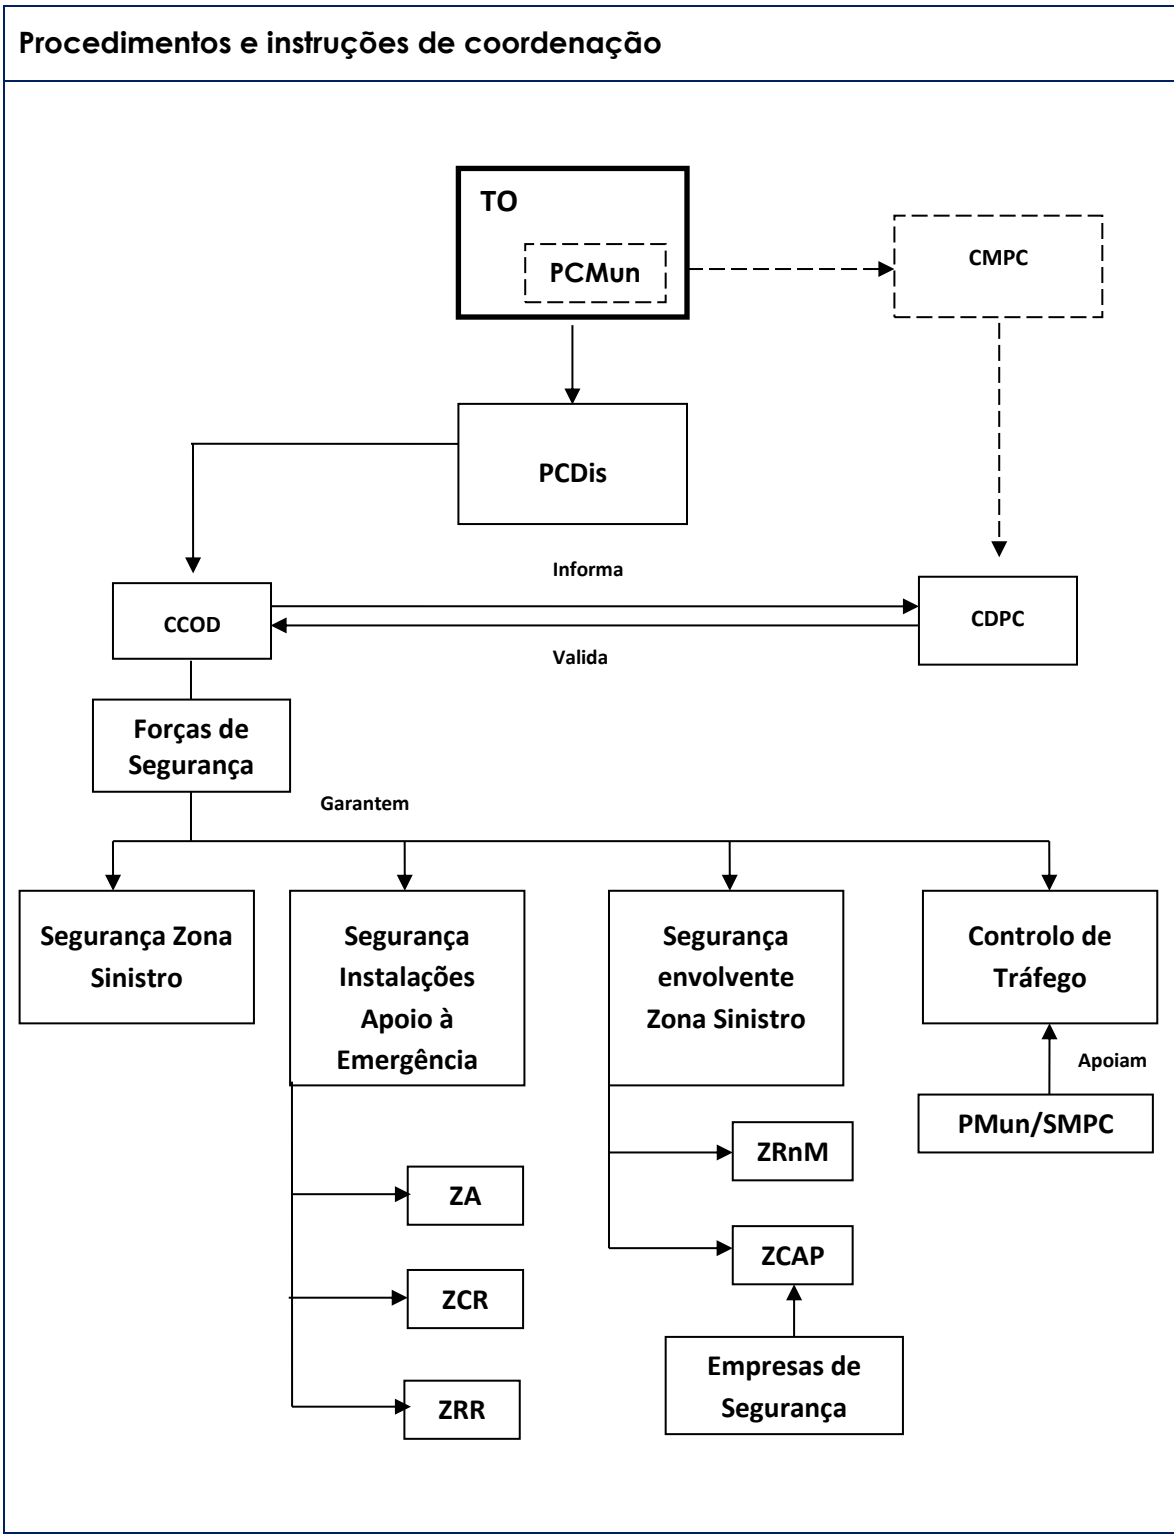 Procedimentos e instruções de coordenação
TO
PCMun
CMPC
PCDis
Informa
CCOD
CDPC
Valida
Forças de
Segurança
Garantem
Segurança Zona
Sinistro
Segurança
Instalações
Apoio à
Emergência
Segurança
envolvente
Zona Sinistro
Controlo de
Tráfego
Apoiam
PMun/SMPC
ZRnM
ZA
ZCAP
ZCR
Empresas de
Segurança
ZRR